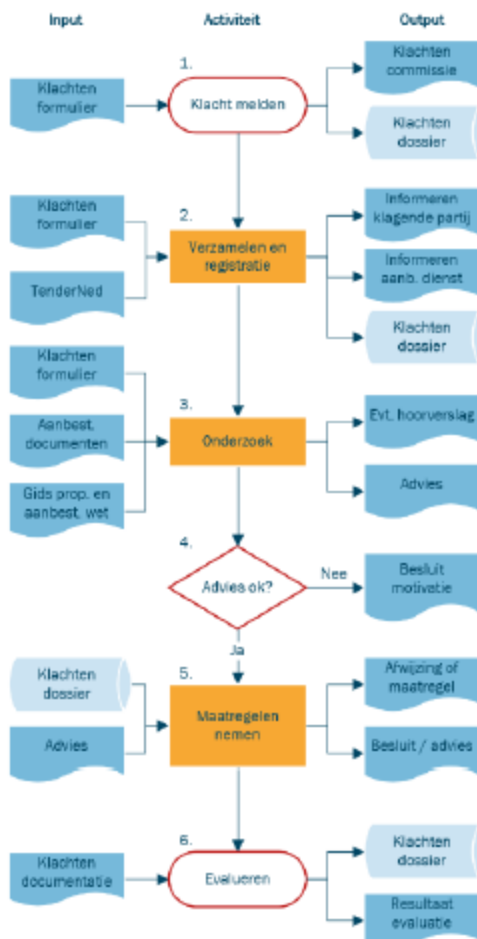 Input
Activiteit
Output
1.
Klachten
formulier
Klacht melden
Klachten
commissie
Klachten
dossier
2.
Klachten
formulier
TenderNed
Verzamelen en
registratie
Informeren
klagende partij
Informeren
aanb. dienst
Klachten
dossier
3.
Klachten
formulier
Aanbest.
documenten
Gids prop. en
aanbest. wet
Onderzoek
Evt. hoorverslag
Advies
4.
Advies ok?
Nee
Besluit
motivatie
Ja
5.
Klachten
dossier
Advies
Maatregelen
nemen
Afwijzing of
maatregel
Besluit / advies
6.
Klachten
documentatie
Evalueren
Klachten
dossier
Resultaat
evaluatie